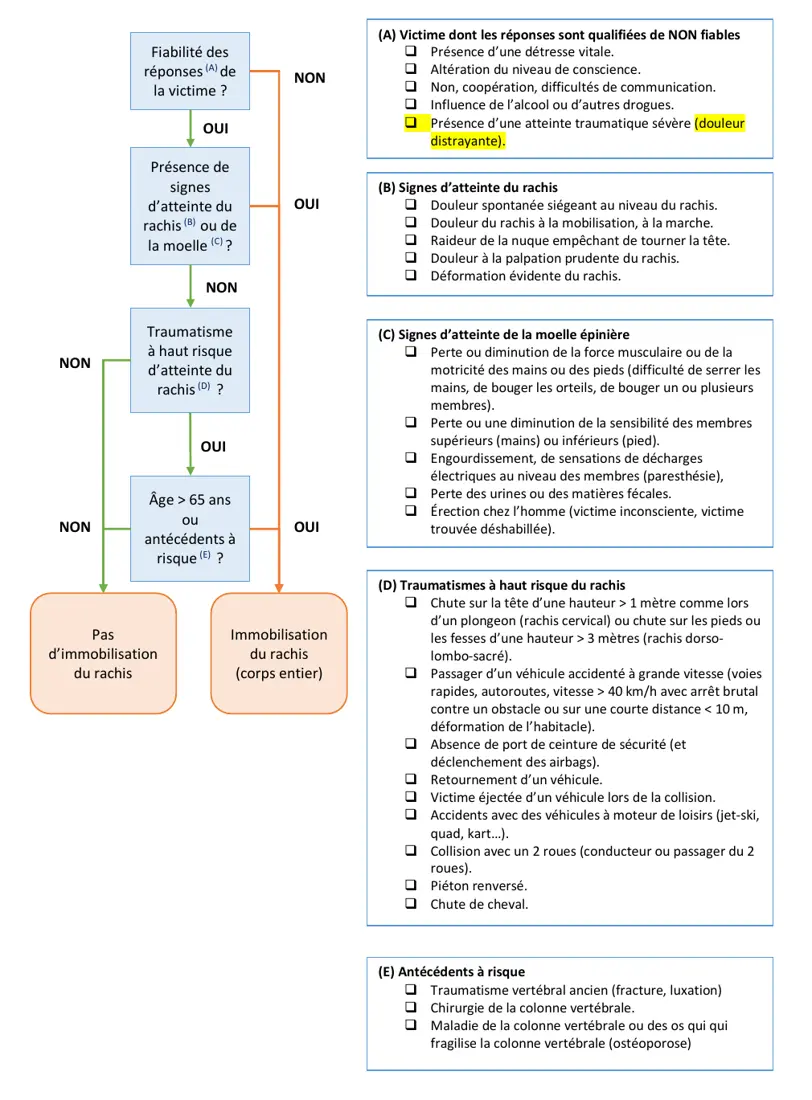 Fiabilité des
réponses (A) de
la victime ?
NON
OUI
Présence de
signes
d’atteinte du
rachis (B) ou de
la moelle (C) ?
OUI
NON
Traumatisme
à haut risque
d’atteinte du
rachis (D) ?
NON
OUI
Âge > 65 ans
ou
antécédents à
risque (E) ?
NON
OUI
Pas
d’immobilisation
du rachis
Immobilisation
du rachis
(corps entier)
(A) Victime dont les réponses sont qualifiées de NON fiables
❑ Présence d’une détresse vitale.
❑ Altération du niveau de conscience.
❑ Non, coopération, difficultés de communication.
❑ Influence de l’alcool ou d’autres drogues.
❑ Présence d’une atteinte traumatique sévère (douleur
distrayante).
(B) Signes d’atteinte du rachis
❑ Douleur spontanée siégeant au niveau du rachis.
❑ Douleur du rachis à la mobilisation, à la marche.
❑ Raideur de la nuque empêchant de tourner la tête.
❑ Douleur à la palpation prudente du rachis.
❑ Déformation évidente du rachis.
(C) Signes d’atteinte de la moelle épinière
❑ Perte ou diminution de la force musculaire ou de la
motricité des mains ou des pieds (difficulté de serrer les
mains, de bouger les orteils, de bouger un ou plusieurs
membres).
❑ Perte ou une diminution de la sensibilité des membres
supérieurs (mains) ou inférieurs (pied).
❑ Engourdissement, de sensations de décharges
électriques au niveau des membres (paresthésie),
❑ Perte des urines ou des matières fécales.
❑ Érection chez l’homme (victime inconsciente, victime
trouvée déshabillée).
(D) Traumatismes à haut risque du rachis
❑ Chute sur la tête d’une hauteur > 1 mètre comme lors
d’un plongeon (rachis cervical) ou chute sur les pieds ou
les fesses d’une hauteur > 3 mètres (rachis dorso-
lombo-sacré).
❑ Passager d’un véhicule accidenté à grande vitesse (voies
rapides, autoroutes, vitesse > 40 km/h avec arrêt brutal
contre un obstacle ou sur une courte distance < 10 m,
déformation de l’habitacle).
❑ Absence de port de ceinture de sécurité (et
déclenchement des airbags).
❑ Retournement d’un véhicule.
❑ Victime éjectée d’un véhicule lors de la collision.
❑ Accidents avec des véhicules à moteur de loisirs (jet-ski,
quad, kart…).
❑ Collision avec un 2 roues (conducteur ou passager du 2
roues).
❑ Piéton renversé.
❑ Chute de cheval.
(E) Antécédents à risque
❑ Traumatisme vertébral ancien (fracture, luxation)
❑ Chirurgie de la colonne vertébrale.
❑ Maladie de la colonne vertébrale ou des os qui qui
fragilise la colonne vertébrale (ostéoporose)